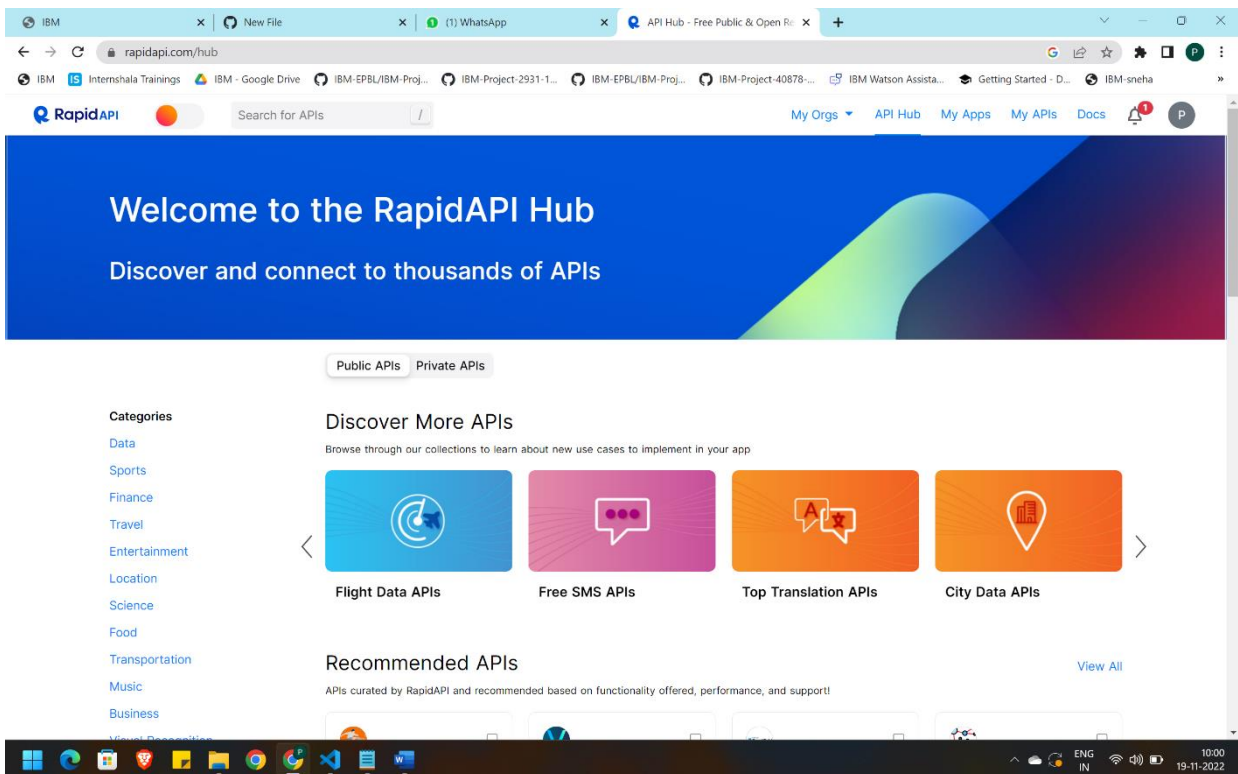 IBM
New File
(1) WhatsApp
API Hub - Free Public & Open Re
rapidapi.com/hub
IBM
Internshala Trainings
IBM - Google Drive
IBM-EPBL/IBM-Proj...
IBM-Project-2931-1...
IBM-EPBL/IBM-Proj...
IBM-Project-40878-...
IBM Watson Assista...
Getting Started - D...
IBM-sneha
»
Rapid API
Search for APIs
/
My Orgs
API Hub
My Apps
My APIs
Docs
1
P
Welcome to the RapidAPI Hub
Discover and connect to thousands of APIs
Public APIs
Private APIs
Categories
Data
Sports
Finance
Travel
Entertainment
Location
Science
Food
Transportation
Music
Business
Visual Recognition
Discover More APIs
Browse through our collections to learn about new use cases to implement in your app
Flight Data APIs
Free SMS APIs
Top Translation APIs
City Data APIs
Recommended APIs
View All
APIs curated by RapidAPI and recommended based on functionality offered, performance, and support!
ENG
IN
10:00
19-11-2022